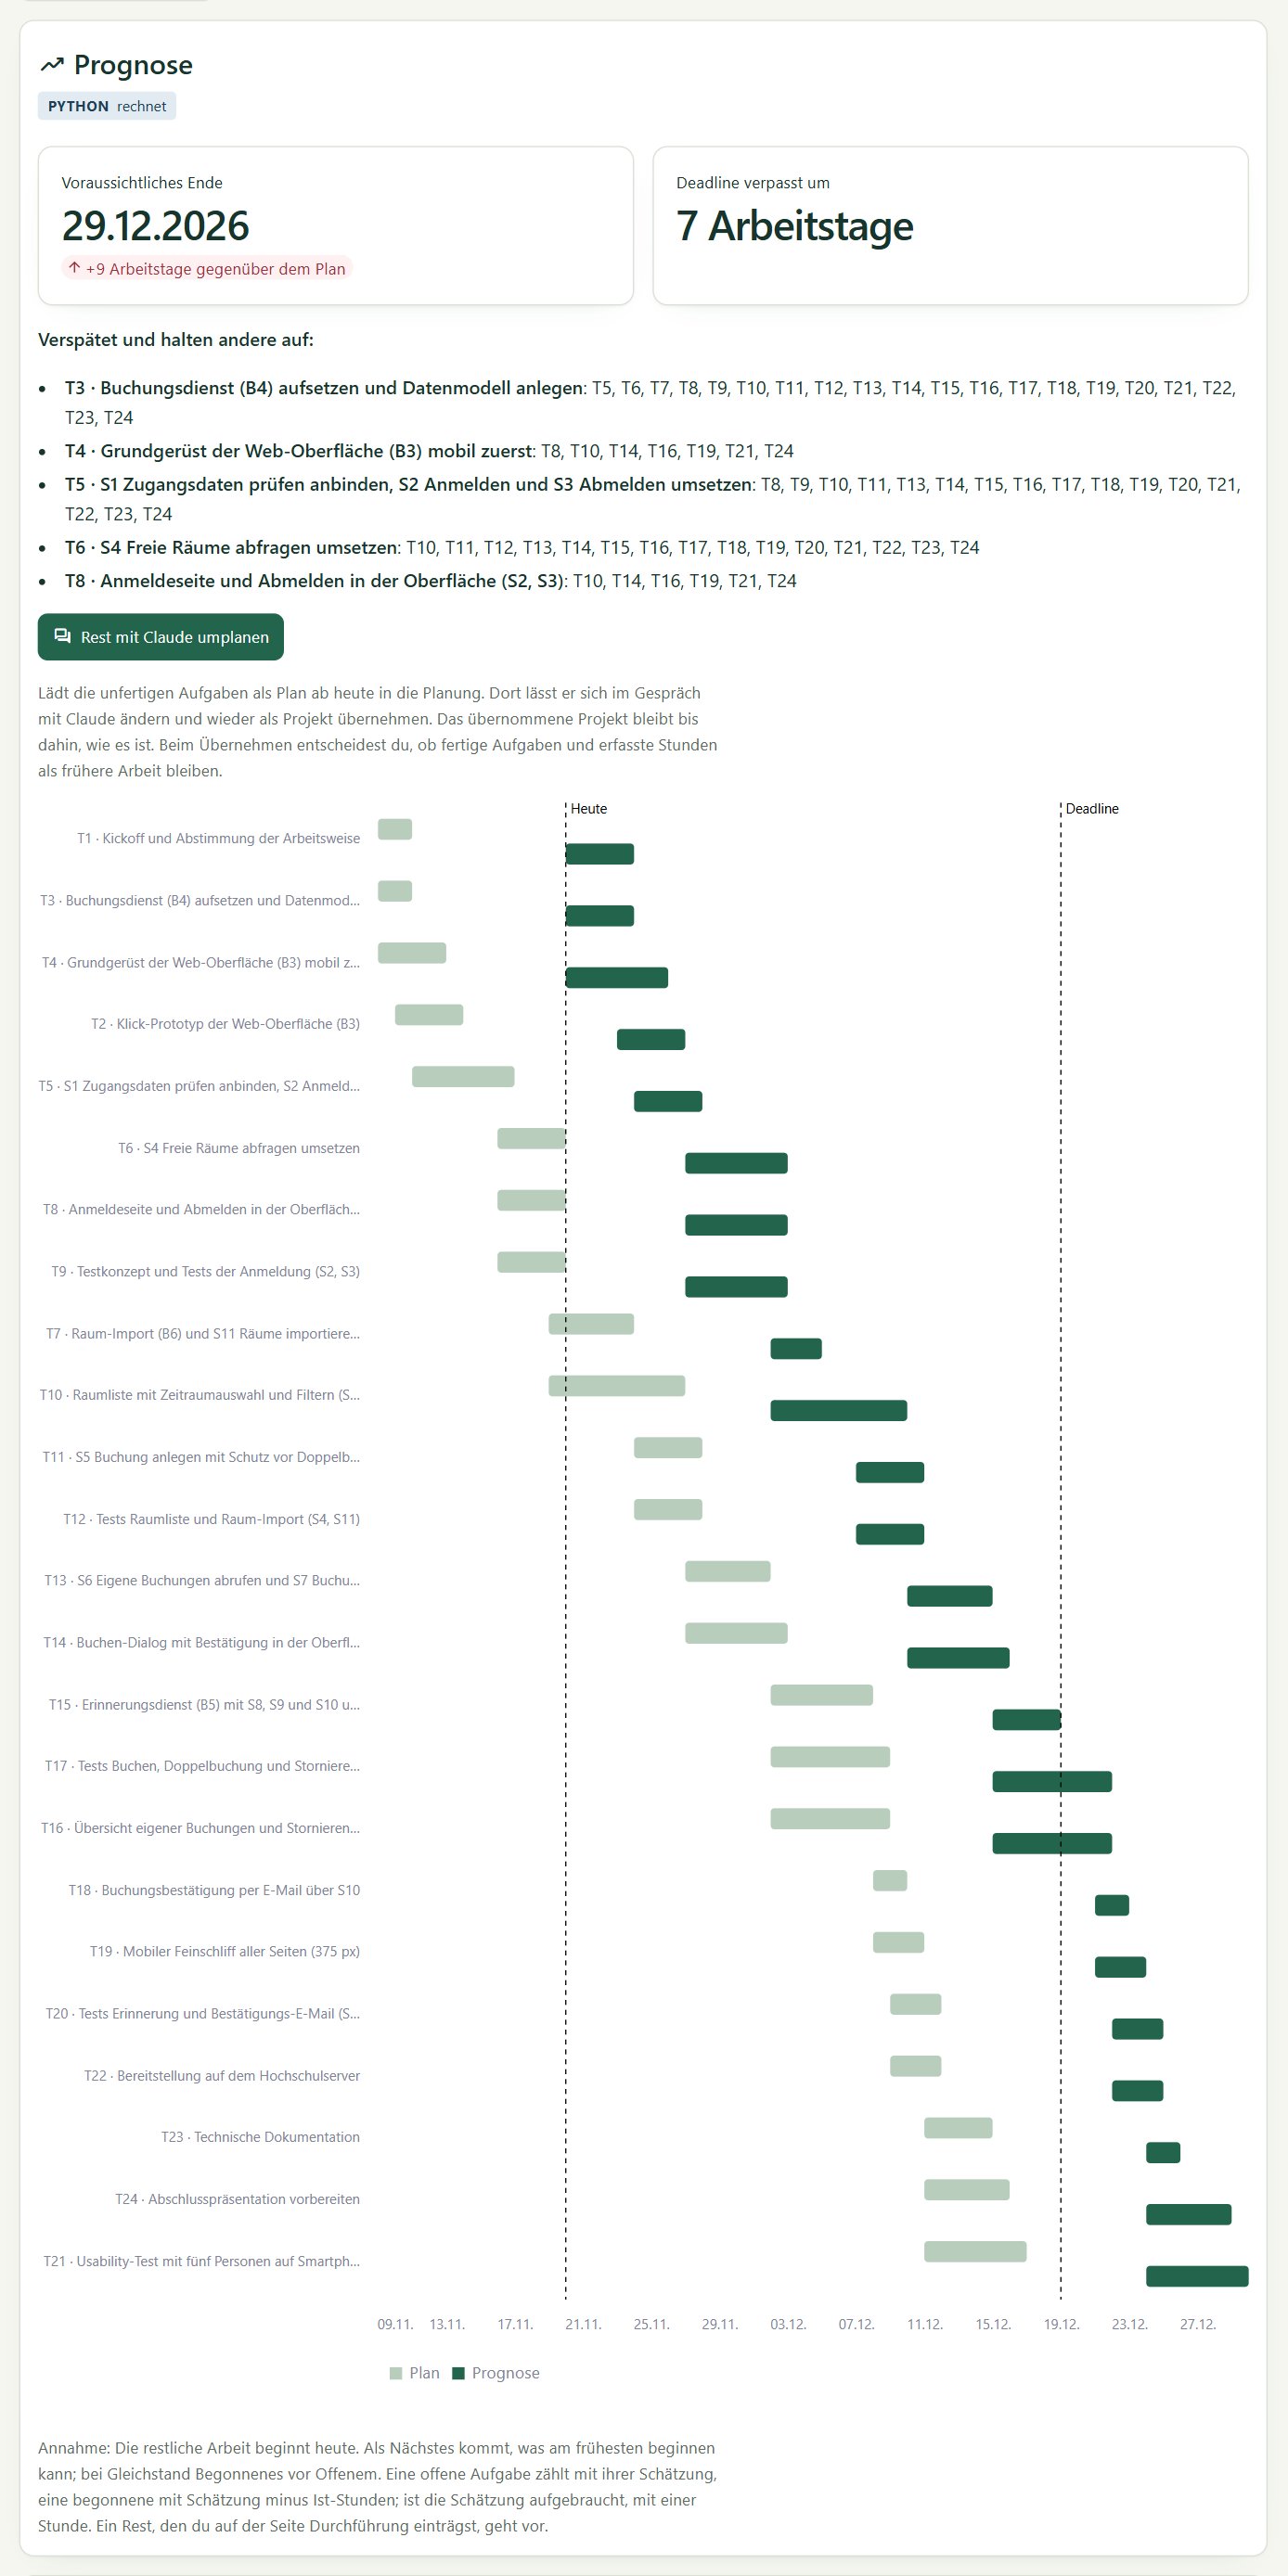 Prognose
PYTHON rechnet
Voraussichtliches Ende
29.12.2026
↑ +9 Arbeitstage gegenüber dem Plan
Deadline verpasst um
7 Arbeitstage
Verspätet und halten andere auf:
• T3 · Buchungsdienst (B4) aufsetzen und Datenmodell anlegen: T5, T6, T7, T8, T9, T10, T11, T12, T13, T14, T15, T16, T17, T18, T19, T20, T21, T22,
T23, T24
• T4 · Grundgerüst der Web-Oberfläche (B3) mobil zuerst: T8, T10, T14, T16, T19, T21, T24
• T5 · S1 Zugangsdaten prüfen anbinden, S2 Anmelden und S3 Abmelden umsetzen: T8, T9, T10, T11, T13, T14, T15, T16, T17, T18, T19, T20, T21,
T22, T23, T24
• T6 · S4 Freie Räume abfragen umsetzen: T10, T11, T12, T13, T14, T15, T16, T17, T18, T19, T20, T21, T22, T23, T24
• T8 · Anmeldeseite und Abmelden in der Oberfläche (S2, S3): T10, T14, T16, T19, T21, T24
Rest mit Claude umplanen
Lädt die unfertigen Aufgaben als Plan ab heute in die Planung. Dort lässt er sich im Gespräch
mit Claude ändern und wieder als Projekt übernehmen. Das übernommene Projekt bleibt bis
dahin, wie es ist. Beim Übernehmen entscheidest du, ob fertige Aufgaben und erfasste Stunden
als frühere Arbeit bleiben.
Heute
Deadline
T1 · Kickoff und Abstimmung der Arbeitsweise
T3 · Buchungsdienst (B4) aufsetzen und Datenmod...
T4 · Grundgerüst der Web-Oberfläche (B3) mobil z...
T2 · Klick-Prototyp der Web-Oberfläche (B3)
T5 · S1 Zugangsdaten prüfen anbinden, S2 Anmeld...
T6 · S4 Freie Räume abfragen umsetzen
T8 · Anmeldeseite und Abmelden in der Oberfläch...
T9 · Testkonzept und Tests der Anmeldung (S2, S3)
T7 · Raum-Import (B6) und S11 Räume importiere...
T10 · Raumliste mit Zeitraumauswahl und Filtern (S...
T11 · S5 Buchung anlegen mit Schutz vor Doppelb...
T12 · Tests Raumliste und Raum-Import (S4, S11)
T13 · S6 Eigene Buchungen abrufen und S7 Buchu...
T14 · Buchen-Dialog mit Bestätigung in der Oberfl...
T15 · Erinnerungsdienst (B5) mit S8, S9 und S10 u...
T17 · Tests Buchen, Doppelbuchung und Storniere...
T16 · Übersicht eigener Buchungen und Stornieren...
T18 · Buchungsbestätigung per E-Mail über S10
T19 · Mobiler Feinschliff aller Seiten (375 px)
T20 · Tests Erinnerung und Bestätigungs-E-Mail (S...
T22 · Bereitstellung auf dem Hochschulserver
T23 · Technische Dokumentation
T24 · Abschlusspräsentation vorbereiten
T21 · Usability-Test mit fünf Personen auf Smartph...
09.11. 13.11. 17.11. 21.11. 25.11. 29.11. 03.12. 07.12. 11.12. 15.12. 19.12. 23.12. 27.12.
Plan Prognose
Annahme: Die restliche Arbeit beginnt heute. Als Nächstes kommt, was am frühesten beginnen
kann; bei Gleichstand Begonnenes vor Offenem. Eine offene Aufgabe zählt mit ihrer Schätzung,
eine begonnene mit Schätzung minus Ist-Stunden; ist die Schätzung aufgebraucht, mit einer
Stunde. Ein Rest, den du auf der Seite Durchführung einträgst, geht vor.